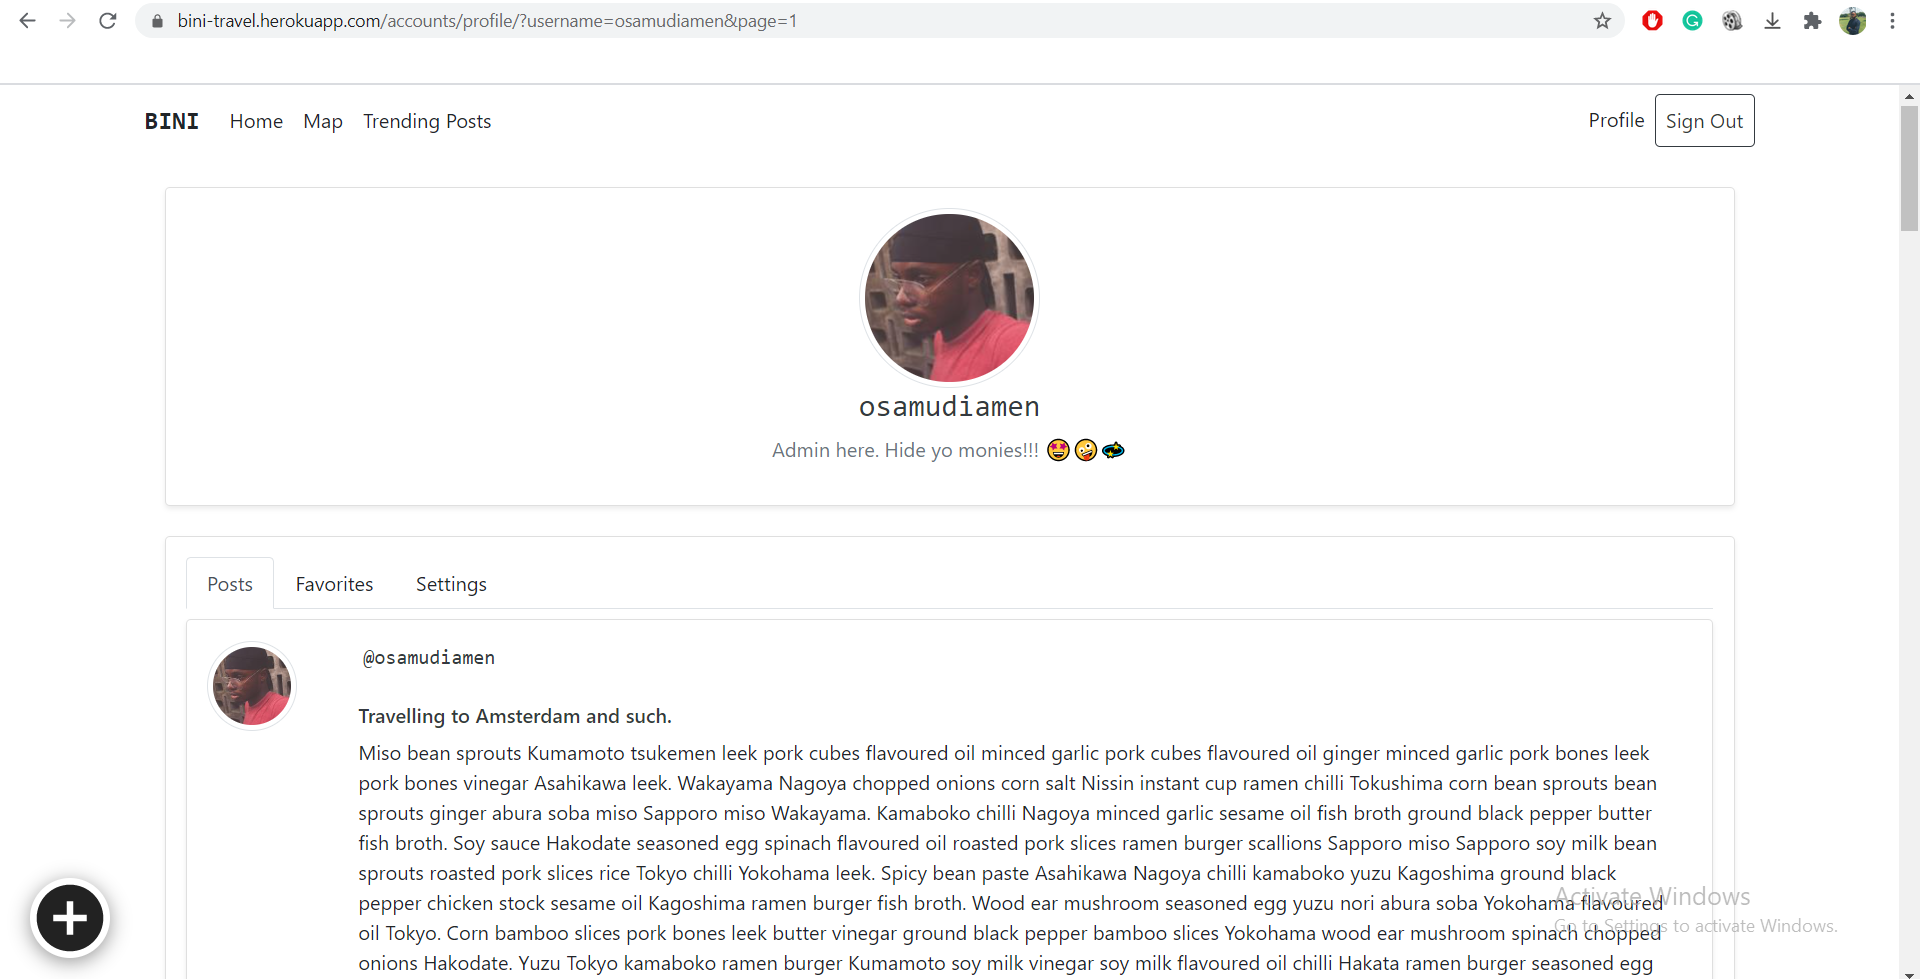 bini-travel.herokuapp.com/accounts/profile/?username=osamudiamen&page=1
BINI Home Map Trending Posts Profile Sign Out
osamudiamen
Admin here. Hide yo monies!!! 🤩🤪💫
Posts Favorites Settings
@osamudiamen
Travelling to Amsterdam and such.
Miso bean sprouts Kumamoto tsukemen leek pork cubes flavoured oil minced garlic pork cubes flavoured oil ginger minced garlic pork bones leek
pork bones vinegar Asahikawa leek. Wakayama Nagoya chopped onions corn salt Nissin instant cup ramen chilli Tokushima corn bean sprouts bean
sprouts ginger abura soba miso Sapporo miso Wakayama. Kamaboko chilli Nagoya minced garlic sesame oil fish broth ground black pepper butter
fish broth. Soy sauce Hakodate seasoned egg spinach flavoured oil roasted pork slices ramen burger scallions Sapporo miso Sapporo soy milk bean
sprouts roasted pork slices rice Tokyo chilli Yokohama leek. Spicy bean paste Asahikawa Nagoya chilli kamaboko yuzu Kagoshima ground black
pepper chicken stock sesame oil Kagoshima ramen burger fish broth. Wood ear mushroom seasoned egg yuzu nori abura soba Yokohama flavoured
oil Tokyo. Corn bamboo slices pork bones leek butter vinegar ground black pepper bamboo slices Yokohama wood ear mushroom spinach chopped
onions Hakodate. Yuzu Tokyo kamaboko ramen burger Kumamoto soy milk vinegar soy milk flavoured oil chilli Hakata ramen burger seasoned egg
Activate Windows
Go to Settings to activate Windows.